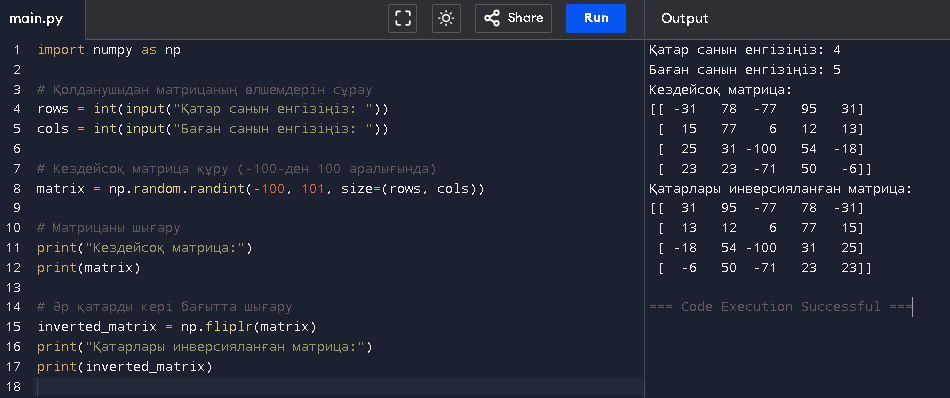 main.py
Share
Run
Output
1 import numpy as np
2
3 # Қолданушыдан матрицаның өлшемдерін сұрау
4 rows = int(input("Қатар санын енгізіңіз: "))
5 cols = int(input("Баған санын енгізіңіз: "))
6
7 # Кездейсоқ матрица құру (-100-ден 100 аралығында)
8 matrix = np.random.randint(-100, 101, size=(rows, cols))
9
10 # Матрицаны шығару
11 print("Кездейсоқ матрица:")
12 print(matrix)
13
14 # Әр қатарды кері бағытта шығару
15 inverted_matrix = np.fliplr(matrix)
16 print("Қатарлары инверсияланған матрица:")
17 print(inverted_matrix)
18
Қатар санын енгізіңіз: 4
Баған санын енгізіңіз: 5
Кездейсоқ матрица:
[[ -31   78  -77   95   31]
 [  15   77    6   12   13]
 [  25   31 -100   54  -18]
 [  23   23  -71   50   -6]]
Қатарлары инверсияланған матрица:
[[  31   95  -77   78  -31]
 [  13   12    6   77   15]
 [ -18   54 -100   31   25]
 [  -6   50  -71   23   23]]
=== Code Execution Successful ===